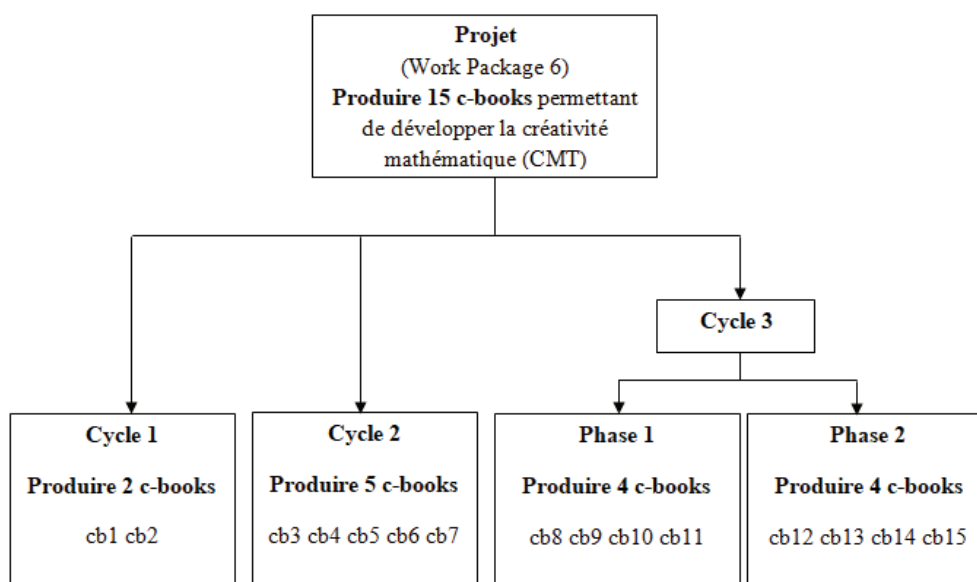 Projet
(Work Package 6)
Produire 15 c-books permettant
de développer la créativité
mathématique (CMT)
Cycle 3
Cycle 1
Produire 2 c-books
cb1 cb2
Cycle 2
Produire 5 c-books
cb3 cb4 cb5 cb6 cb7
Phase 1
Produire 4 c-books
cb8 cb9 cb10 cb11
Phase 2
Produire 4 c-books
cb12 cb13 cb14 cb15